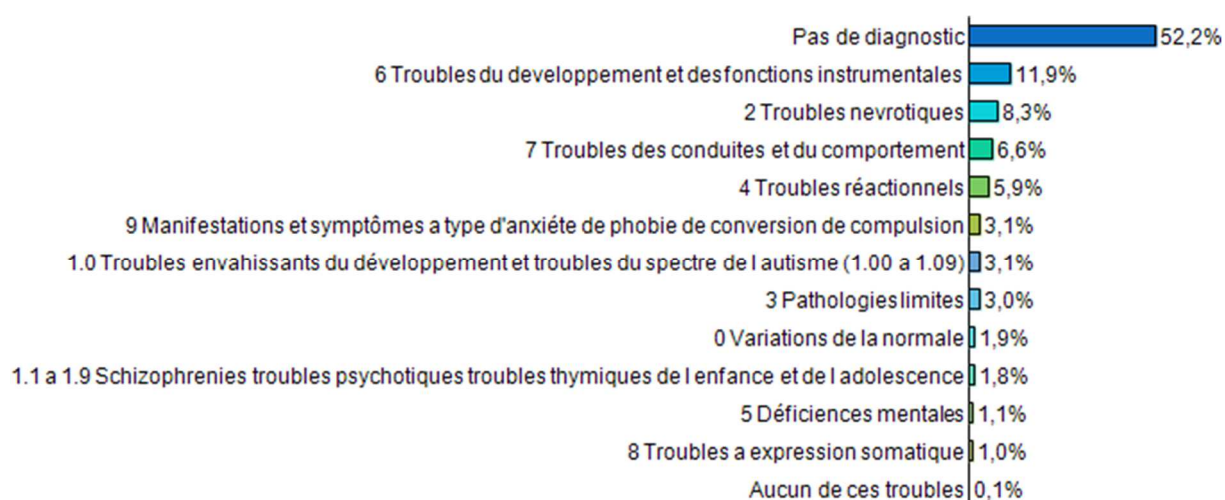 Pas de diagnostic 52,2%
6 Troubles du developpement et desfonctions instrumentales 11,9%
2 Troubles nevrotiques 8,3%
7 Troubles des conduites et du comportement 6,6%
4 Troubles réactionnels 5,9%
9 Manifestations et symptômes a type d'anxiéte de phobie de conversion de compulsion 3,1%
1.0 Troubles envahissants du développement et troubles du spectre de l autisme (1.00 a 1.09) 3,1%
3 Pathologies limites 3,0%
0 Variations de la normale 1,9%
1.1 a 1.9 Schizophrenies troubles psychotiques troubles thymiques de l enfance et de l adolescence 1,8%
5 Déficiences mentales 1,1%
8 Troubles a expression somatique 1,0%
Aucun de ces troubles 0,1%